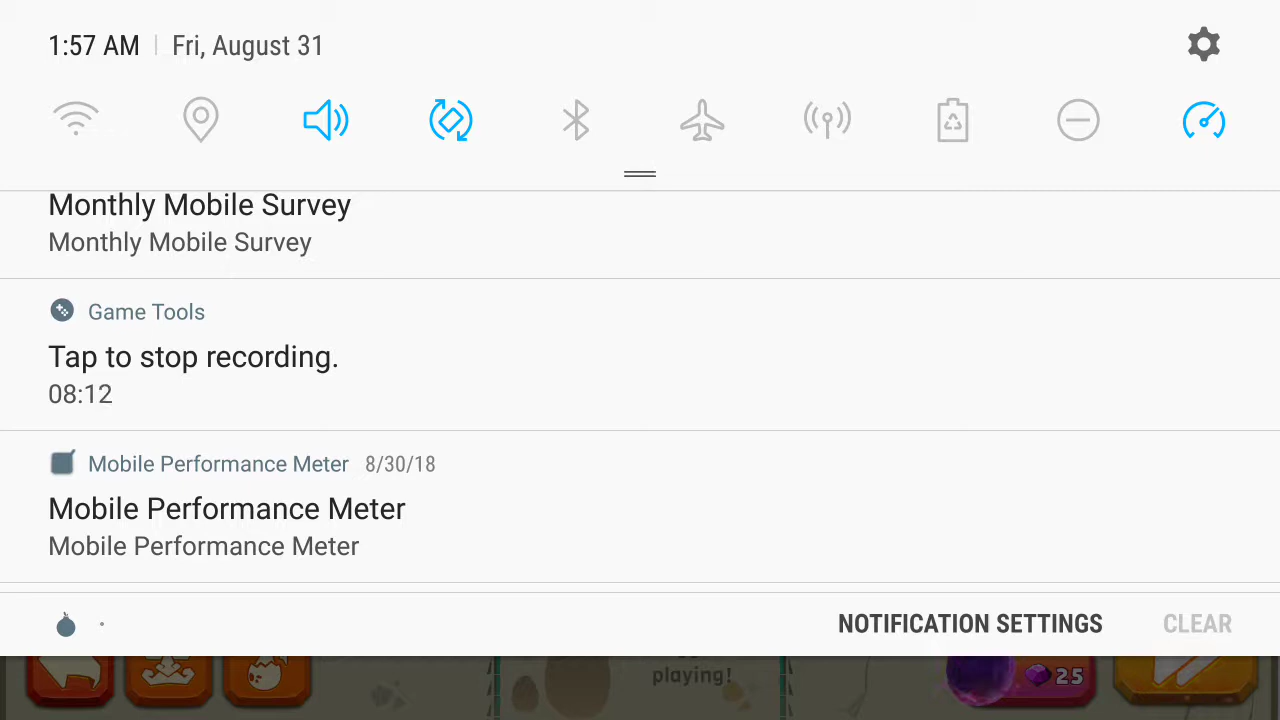 1:57 AM | Fri, August 31
Monthly Mobile Survey
Monthly Mobile Survey
Game Tools
Tap to stop recording.
08:12
Mobile Performance Meter 8/30/18
Mobile Performance Meter
Mobile Performance Meter
NOTIFICATION SETTINGS CLEAR
playing!
25